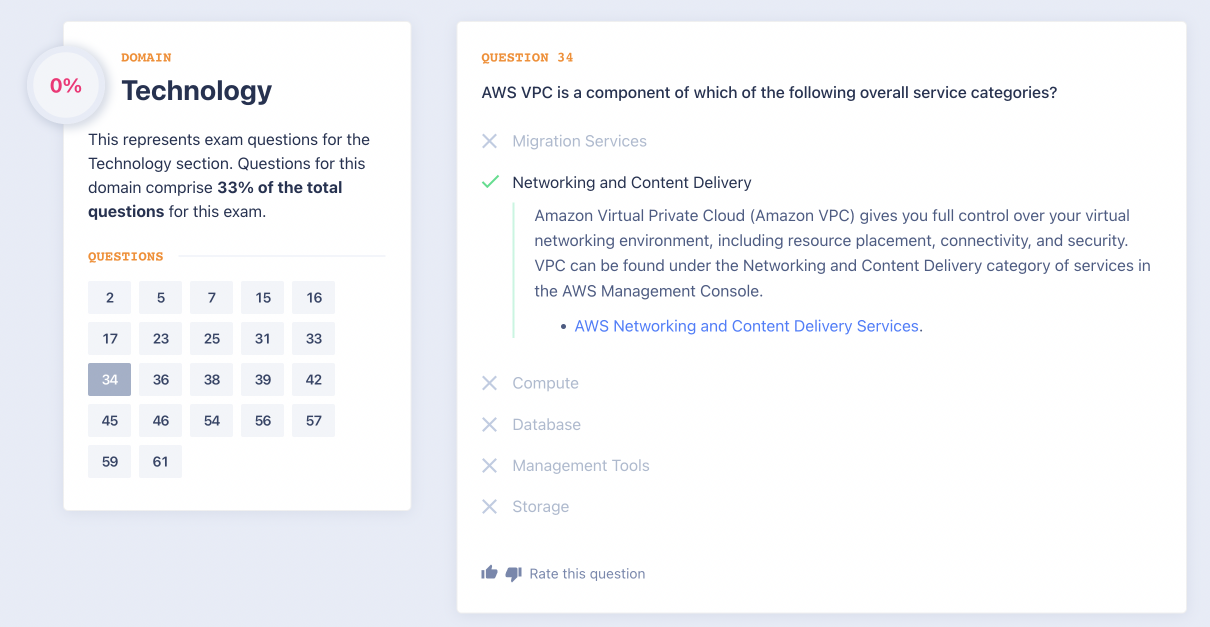 0%
DOMAIN
Technology
This represents exam questions for the
Technology section. Questions for this
domain comprise 33% of the total
questions for this exam.
QUESTIONS
2 5 7 15 16
17 23 25 31 33
34 36 38 39 42
45 46 54 56 57
59 61
QUESTION 34
AWS VPC is a component of which of the following overall service categories?
Migration Services
Networking and Content Delivery
Amazon Virtual Private Cloud (Amazon VPC) gives you full control over your virtual
networking environment, including resource placement, connectivity, and security.
VPC can be found under the Networking and Content Delivery category of services in
the AWS Management Console.
• AWS Networking and Content Delivery Services.
Compute
Database
Management Tools
Storage
Rate this question